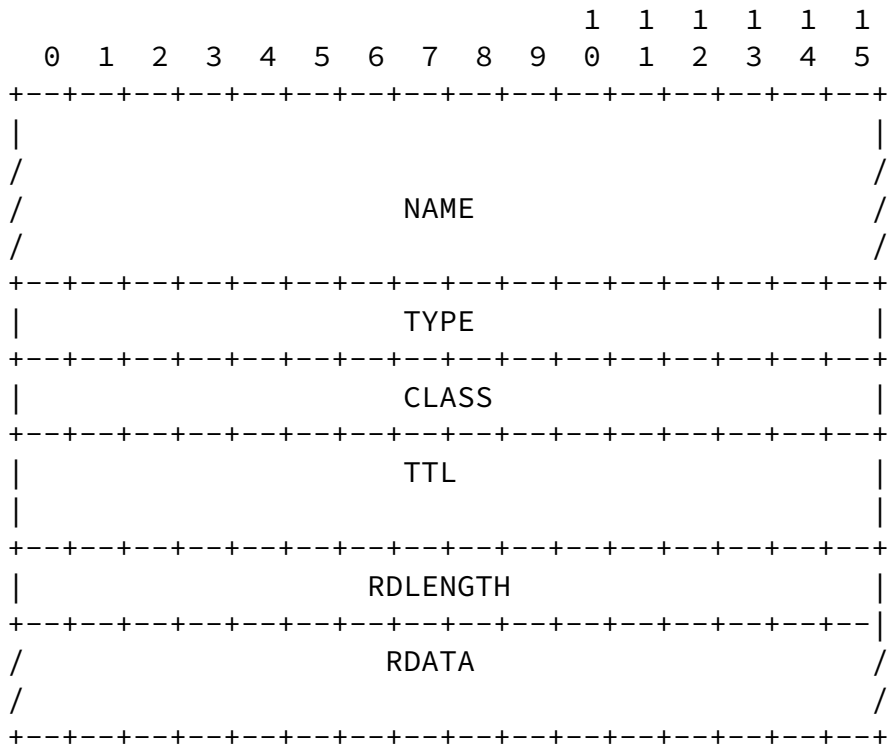 1  1  1  1  1  1
  0  1  2  3  4  5  6  7  8  9  0  1  2  3  4  5
+--+--+--+--+--+--+--+--+--+--+--+--+--+--+--+--+
|                                               |
/                                               /
/                      NAME                     /
/                                               /
+--+--+--+--+--+--+--+--+--+--+--+--+--+--+--+--+
|                      TYPE                     |
+--+--+--+--+--+--+--+--+--+--+--+--+--+--+--+--+
|                     CLASS                     |
+--+--+--+--+--+--+--+--+--+--+--+--+--+--+--+--+
|                      TTL                      |
|                                               |
+--+--+--+--+--+--+--+--+--+--+--+--+--+--+--+--+
|                   RDLENGTH                    |
+--+--+--+--+--+--+--+--+--+--+--+--+--+--+--+--|
/                     RDATA                     /
/                                               /
+--+--+--+--+--+--+--+--+--+--+--+--+--+--+--+--+